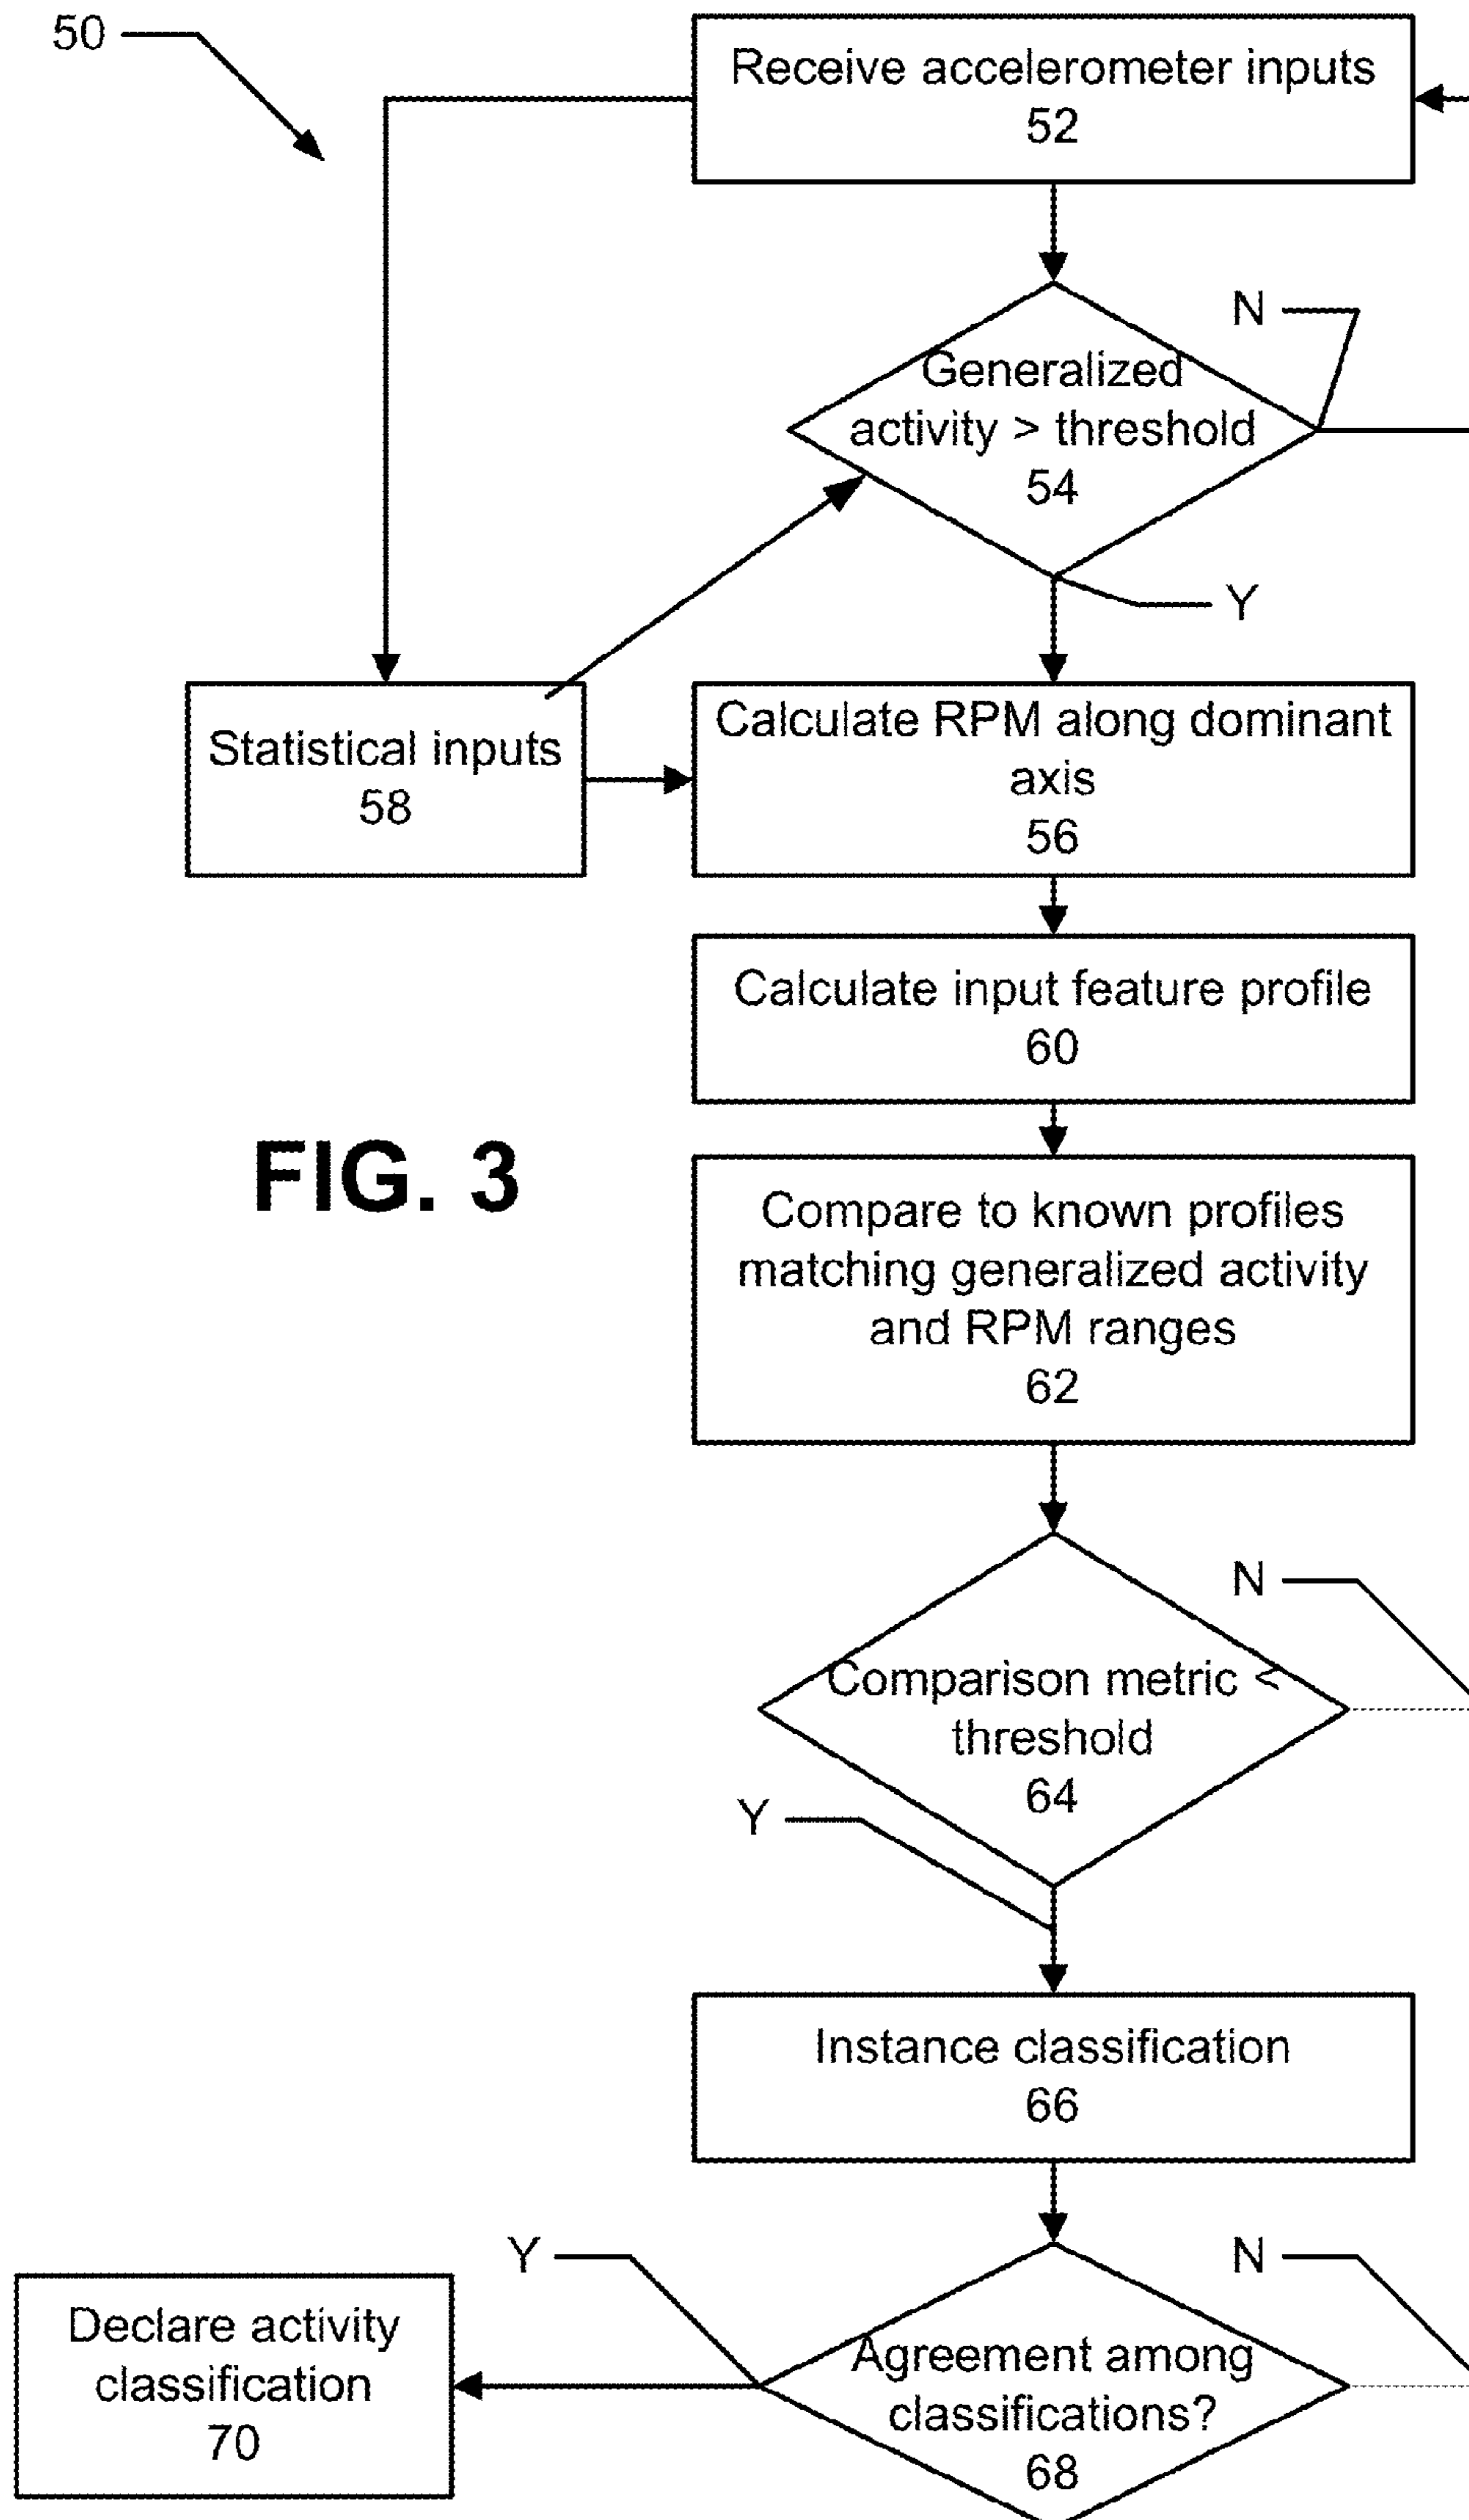 50
Receive accelerometer inputs
52
N
Generalized
activity > threshold
54
Y
Statistical inputs
58
Calculate RPM along dominant
axis
56
Calculate input feature profile
60
FIG. 3
Compare to known profiles
matching generalized activity
and RPM ranges
62
N
Comparison metric <
threshold
64
Y
Instance classification
66
Y
N
Declare activity
classification
70
Agreement among
classifications?
68